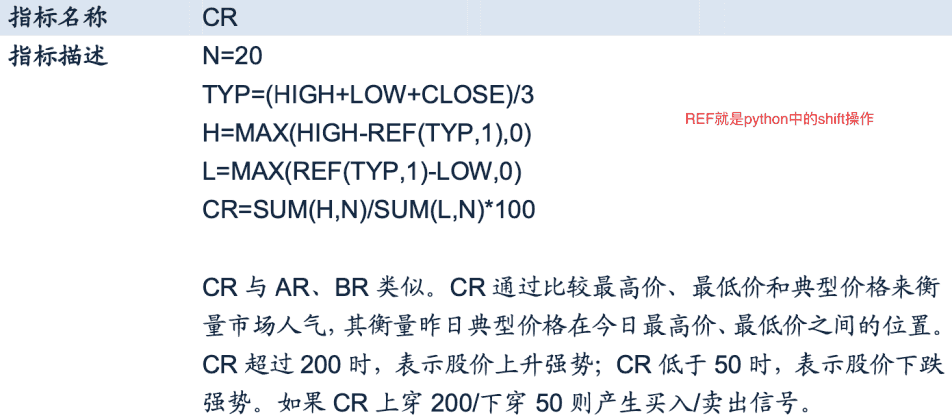 指标名称 CR
指标描述 N=20
TYP=(HIGH+LOW+CLOSE)/3
REF就是python中的shift操作
H=MAX(HIGH-REF(TYP,1),0)
L=MAX(REF(TYP,1)-LOW,0)
CR=SUM(H,N)/SUM(L,N)*100
CR 与 AR、BR 类似。CR 通过比较最高价、最低价和典型价格来衡
量市场人气,其衡量昨日典型价格在今日最高价、最低价之间的位置。
CR 超过 200 时，表示股价上升强势；CR 低于 50 时，表示股价下跌
强势。如果 CR 上穿 200/下穿 50 则产生买入/卖出信号。